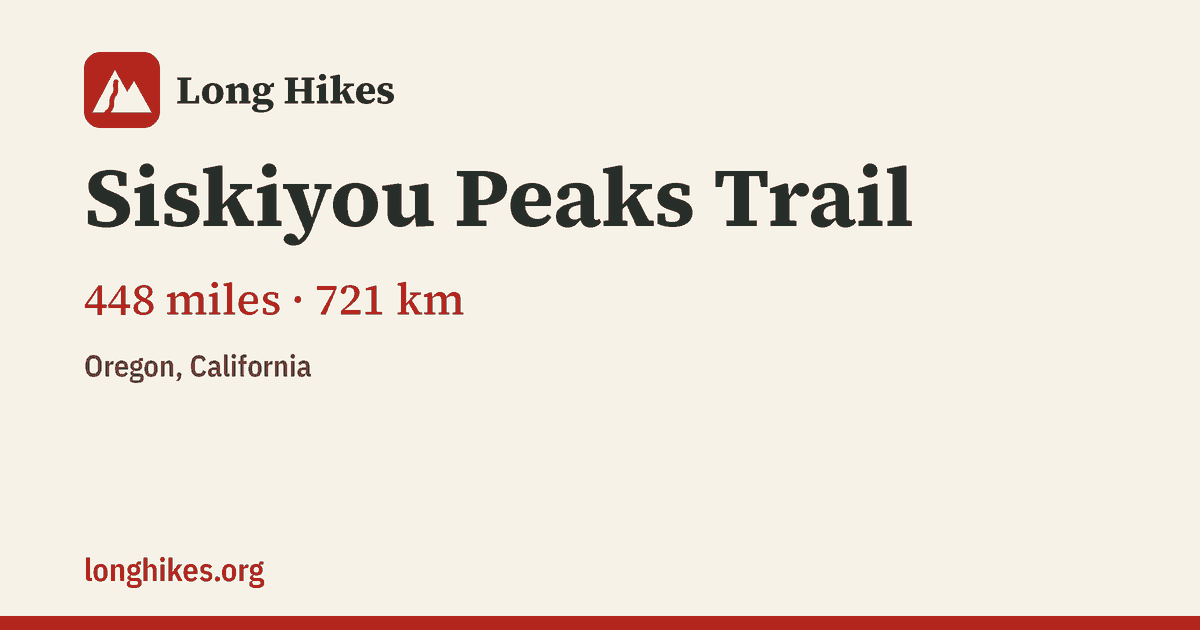 Long Hikes
Siskiyou Peaks Trail
448 miles · 721 km
Oregon, California
longhikes.org